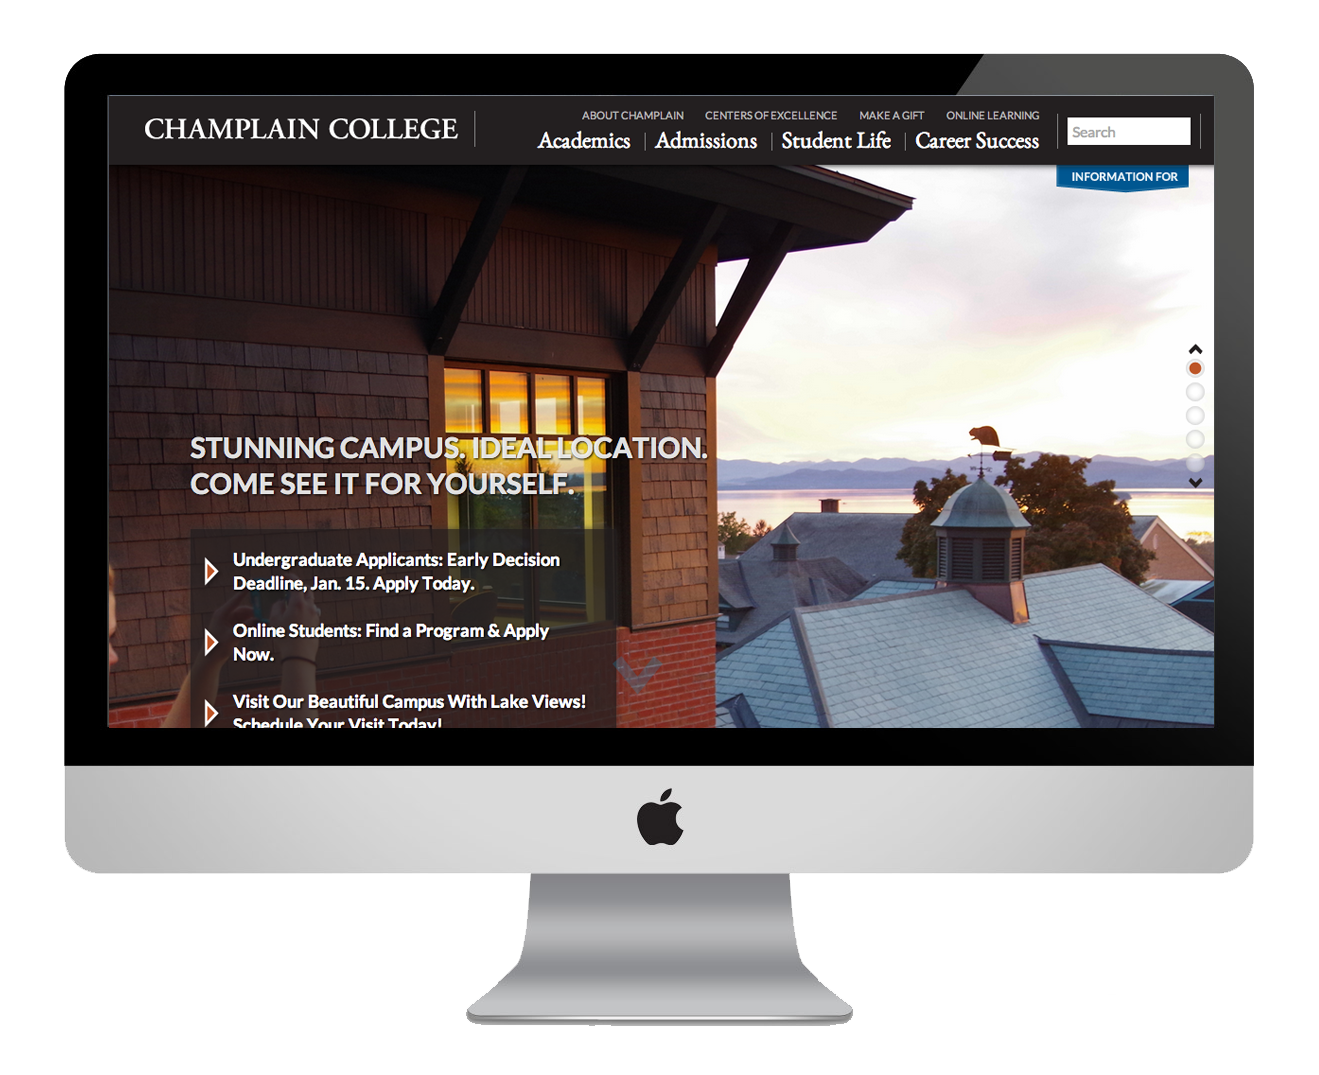 CHAMPLAIN COLLEGE
ABOUT CHAMPLAIN CENTERS OF EXCELLENCE MAKE A GIFT ONLINE LEARNING
Academics Admissions Student Life Career Success
Search
INFORMATION FOR
STUNNING CAMPUS. IDEAL LOCATION.
COME SEE IT FOR YOURSELF.
Undergraduate Applicants: Early Decision
Deadline, Jan. 15. Apply Today.
Online Students: Find a Program & Apply
Now.
Visit Our Beautiful Campus With Lake Views!
Schedule Your Visit Today!